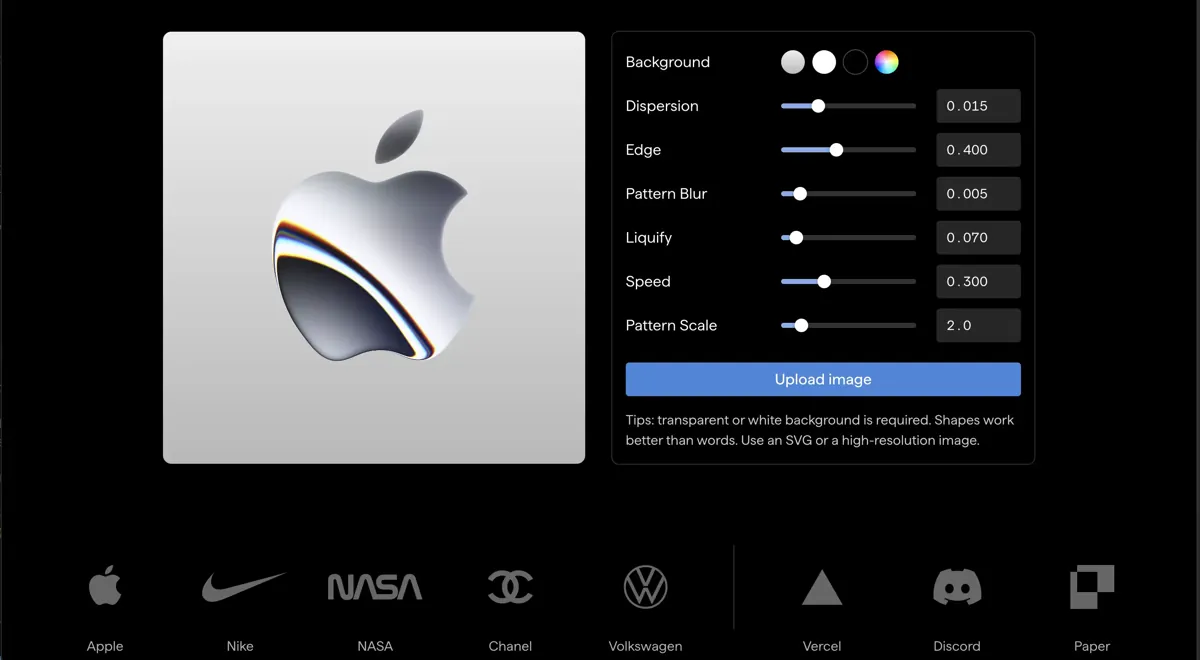 Background
Dispersion 0.015
Edge 0.400
Pattern Blur 0.005
Liquify 0.070
Speed 0.300
Pattern Scale 2.0
Upload image
Tips: transparent or white background is required. Shapes work
better than words. Use an SVG or a high-resolution image.
NASA
Apple Nike NASA Chanel Volkswagen Vercel Discord Paper